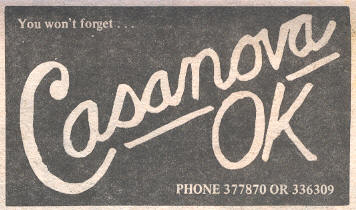 You won't forget . . .
Casanova
OK
PHONE 377870 OR 336309